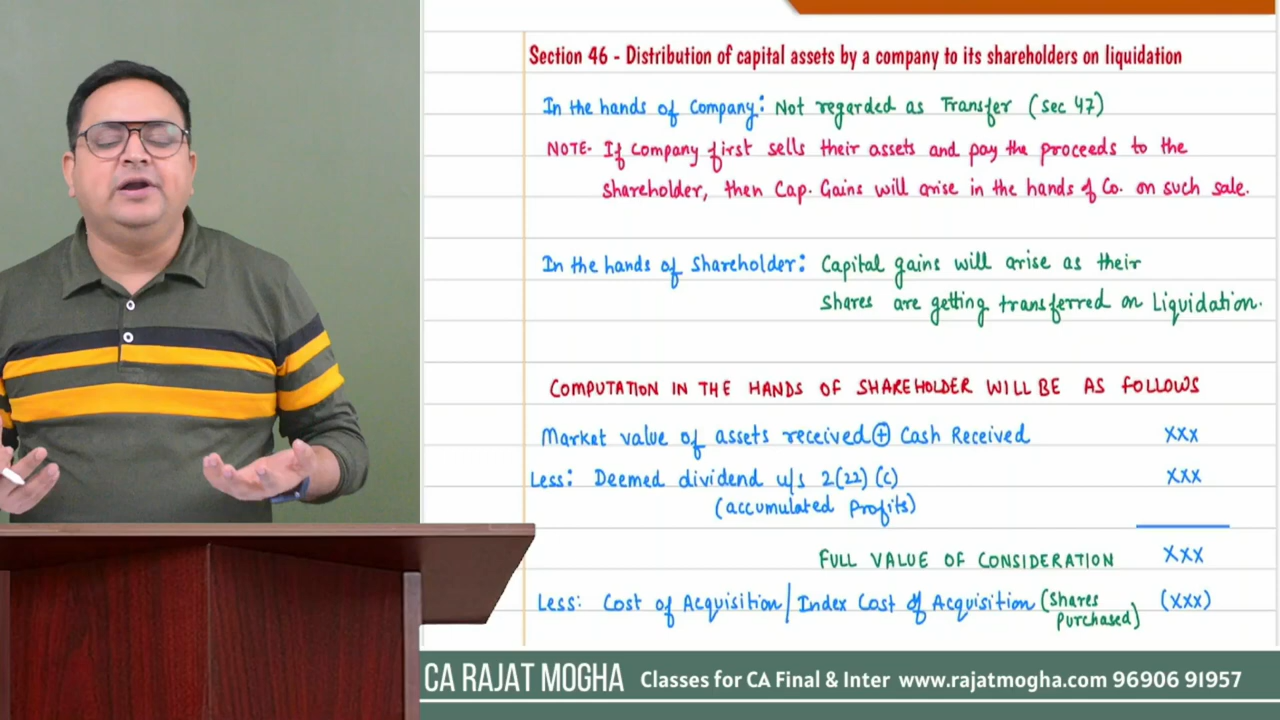 Section 46 - Distribution of capital assets by a company to its shareholders on liquidation
In the hands of Company: Not regarded as Transfer (sec 47)
NOTE- If Company first sells their assets and pay the proceeds to the
shareholder, then Cap. Gains will arise in the hands of Co. on such sale.
In the hands of Shareholder: Capital gains will arise as their
shares are getting transferred on Liquidation.
COMPUTATION IN THE HANDS OF SHAREHOLDER WILL BE AS FOLLOWS
Market value of assets received ⊕ Cash Received XXX
Less: Deemed dividend u/s 2(22)(c) XXX
(accumulated profits)
FULL VALUE OF CONSIDERATION XXX
Less: Cost of Acquisition/Index Cost of Acquisition (Shares (XXX)
purchased)
CA RAJAT MOGHA Classes for CA Final & Inter www.rajatmogha.com 96906 91957